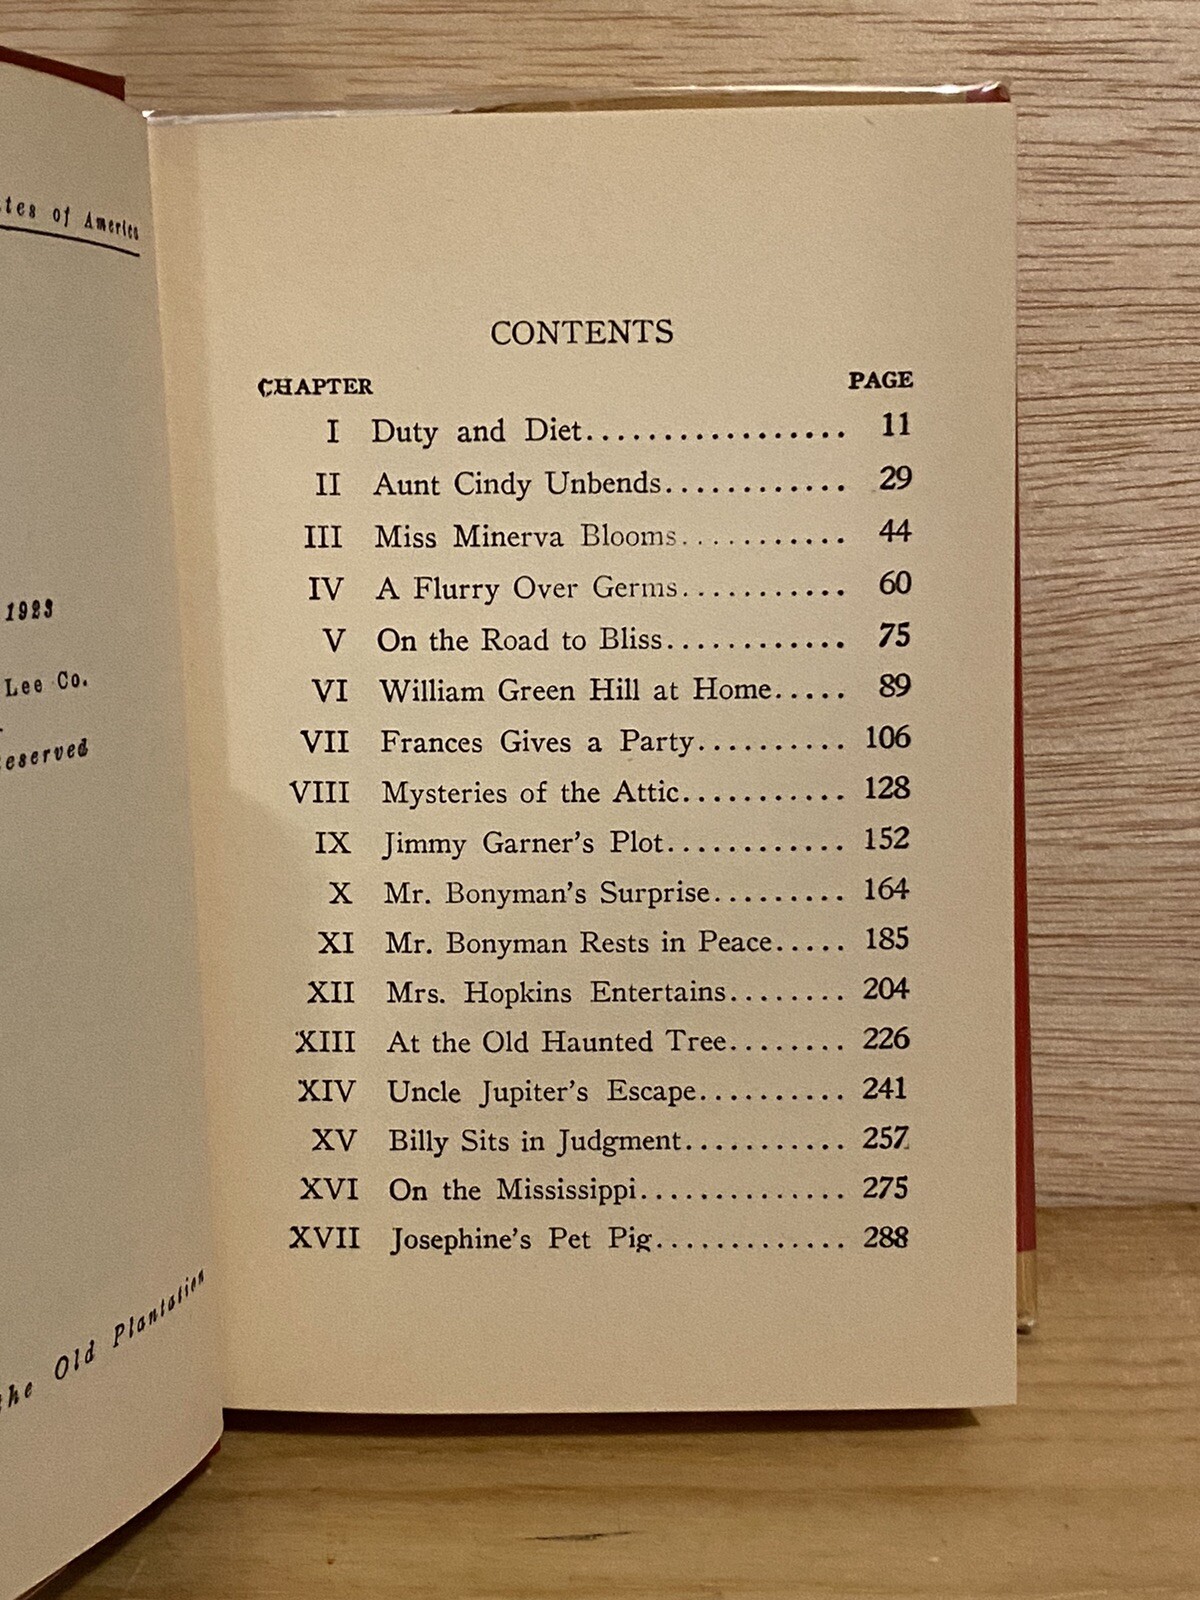 of America
1923
Lee Co.
Old Plantation
CONTENTS
CHAPTER PAGE
I Duty and Diet.................. 11
II Aunt Cindy Unbends............ 29
III Miss Minerva Blooms........... 44
IV A Flurry Over Germs........... 60
V On the Road to Bliss............ 75
VI William Green Hill at Home..... 89
VII Frances Gives a Party.......... 106
VIII Mysteries of the Attic........... 128
IX Jimmy Garner's Plot............ 152
X Mr. Bonyman's Surprise......... 164
XI Mr. Bonyman Rests in Peace..... 185
XII Mrs. Hopkins Entertains........ 204
XIII At the Old Haunted Tree........ 226
XIV Uncle Jupiter's Escape.......... 241
XV Billy Sits in Judgment........... 257
XVI On the Mississippi.............. 275
XVII Josephine's Pet Pig............. 288